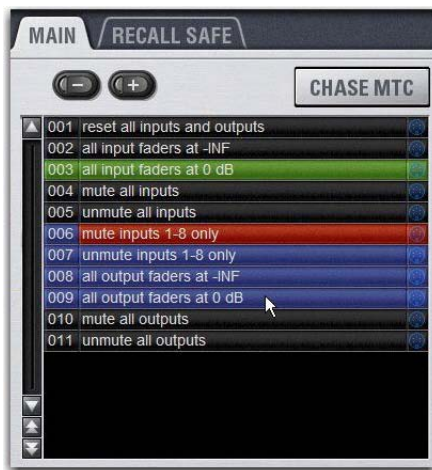 MAIN RECALL SAFE
- + CHASE MTC
001 reset all inputs and outputs
002 all input faders at -INF
003 all input faders at 0 dB
004 mute all inputs
005 unmute all inputs
006 mute inputs 1-8 only
007 unmute inputs 1-8 only
008 all output faders at -INF
009 all output faders at 0 dB
010 mute all outputs
011 unmute all outputs